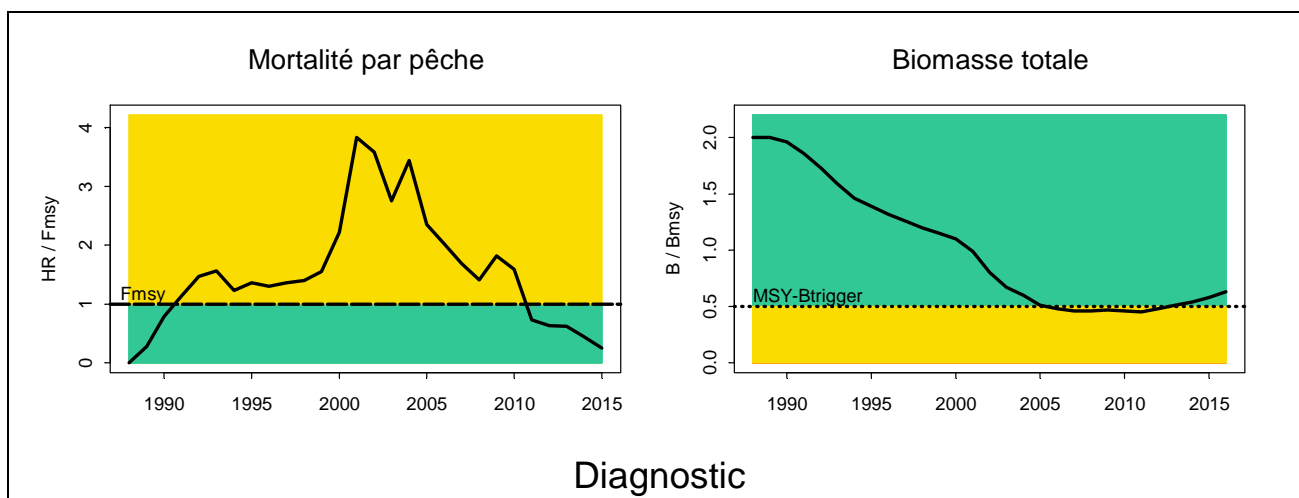 Mortalité par pêche
HR / Fmsy
4
3
2
1
0
Fmsy
1990 1995 2000 2005 2010 2015
Biomasse totale
B / Bmsy
2.0
1.5
1.0
0.5
0.0
MSY-Btrigger
1990 1995 2000 2005 2010 2015
Diagnostic